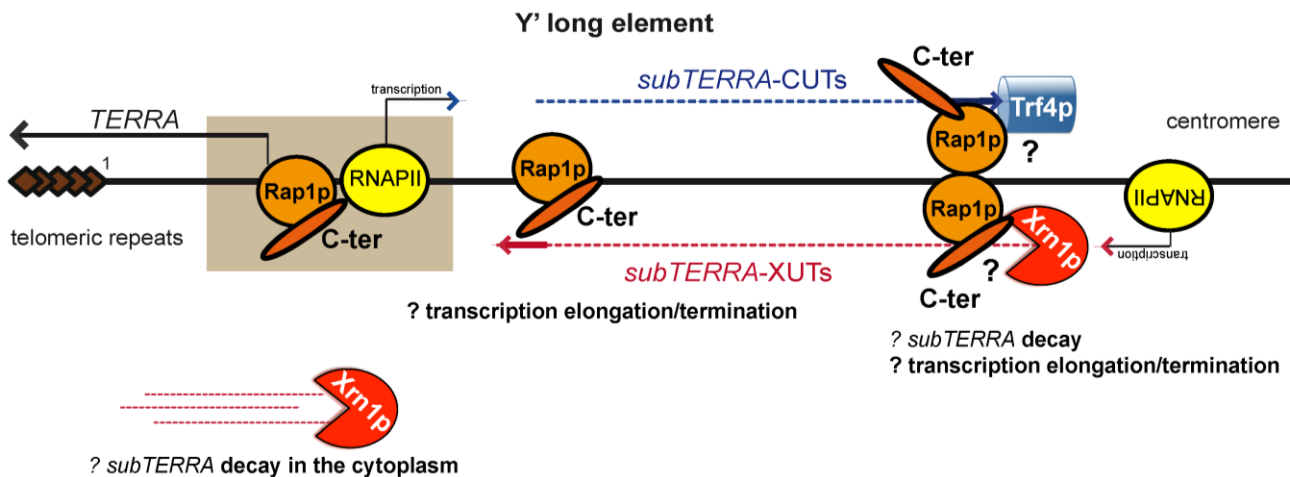 Y' long element
C-ter
subTERRA-CUTs
transcription
Trf4p
TERRA
centromere
?
1
Rap1p
RNAPII
Rap1p
Rap1p
RNAPII
telomeric repeats
C-ter
C-ter
Rap1p
Xrn1p
transcription
subTERRA-XUTs
?
C-ter
? transcription elongation/termination
? subTERRA decay
? transcription elongation/termination
Xrn1p
? subTERRA decay in the cytoplasm